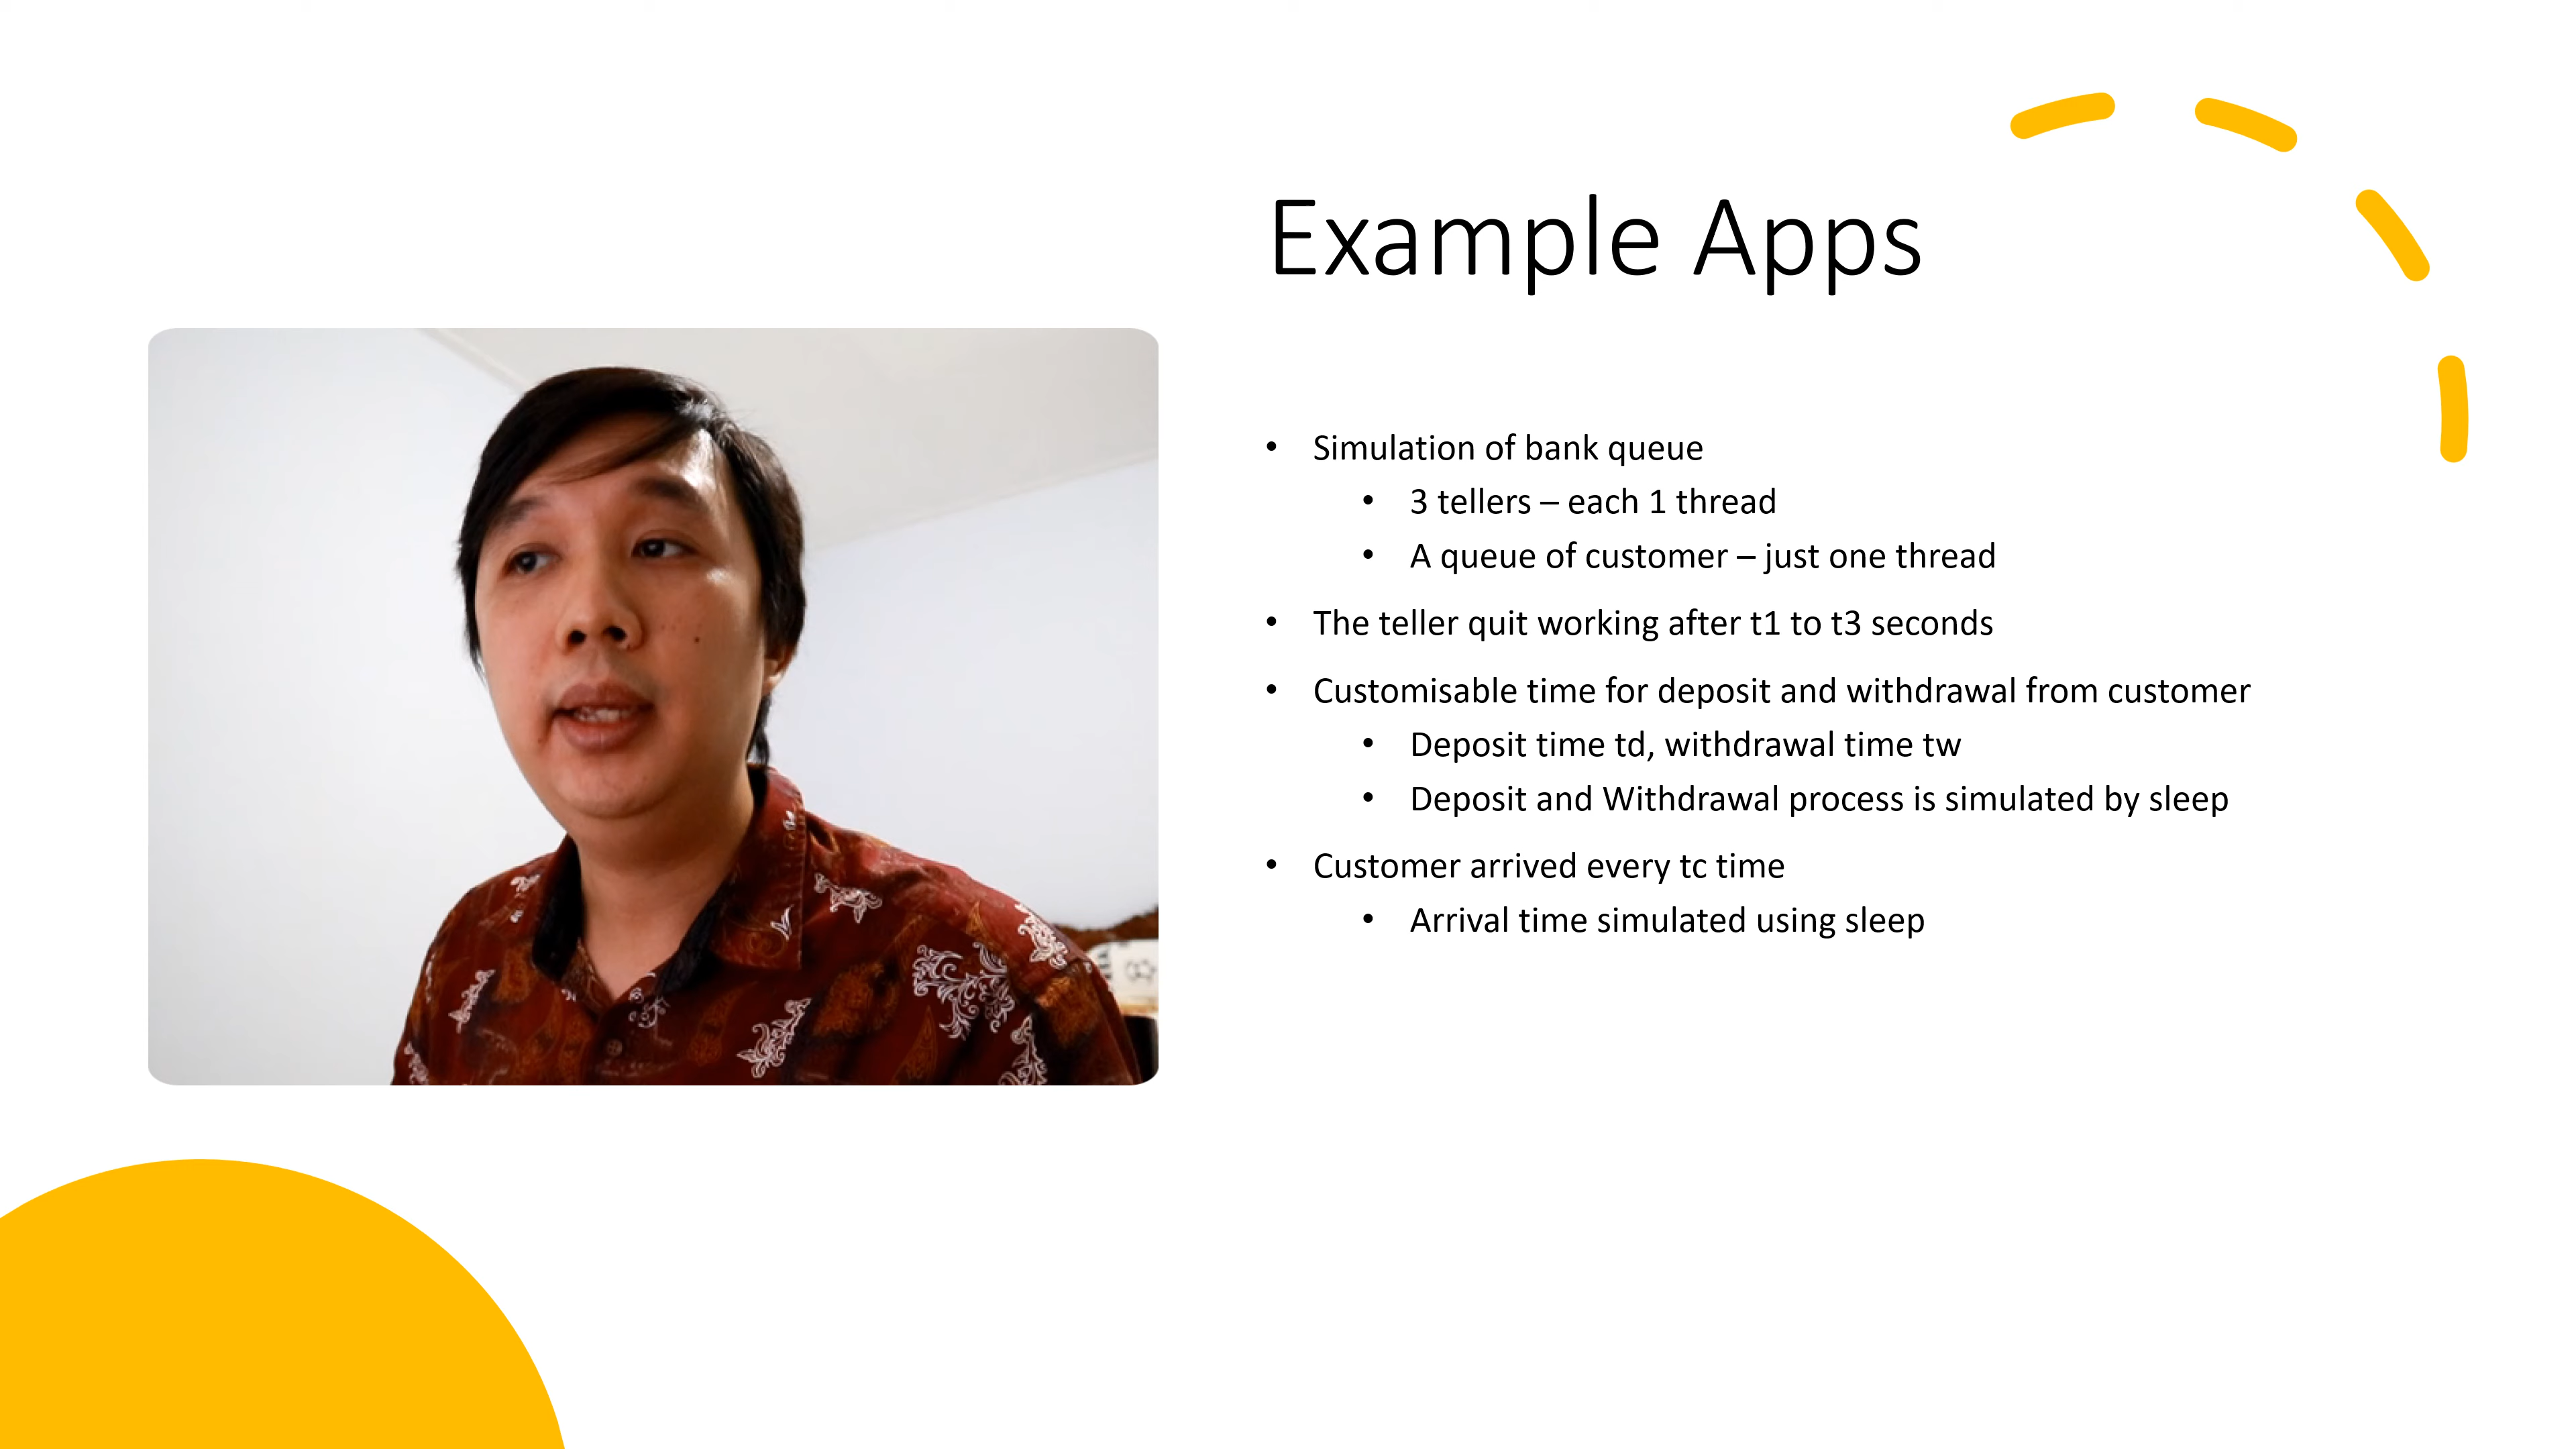 Example Apps
• Simulation of bank queue
• 3 tellers – each 1 thread
• A queue of customer – just one thread
• The teller quit working after t1 to t3 seconds
• Customisable time for deposit and withdrawal from customer
• Deposit time td, withdrawal time tw
• Deposit and Withdrawal process is simulated by sleep
• Customer arrived every tc time
• Arrival time simulated using sleep